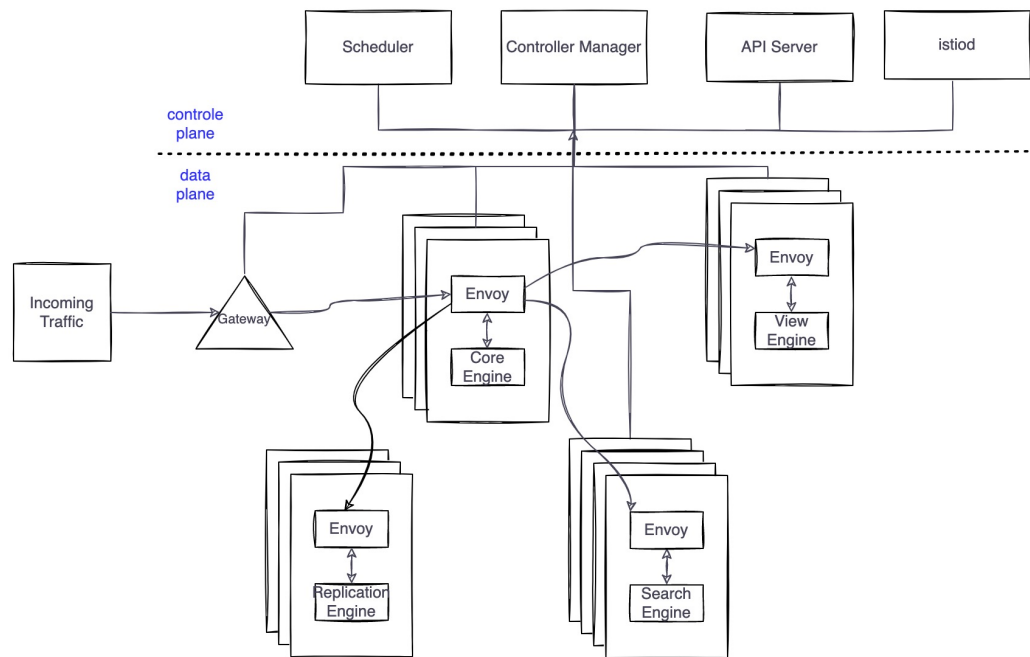 Scheduler
Controller Manager
API Server
istiod
controle
plane
data
plane
Incoming
Traffic
Gateway
Envoy
Core
Engine
Envoy
View
Engine
Envoy
Replication
Engine
Envoy
Search
Engine